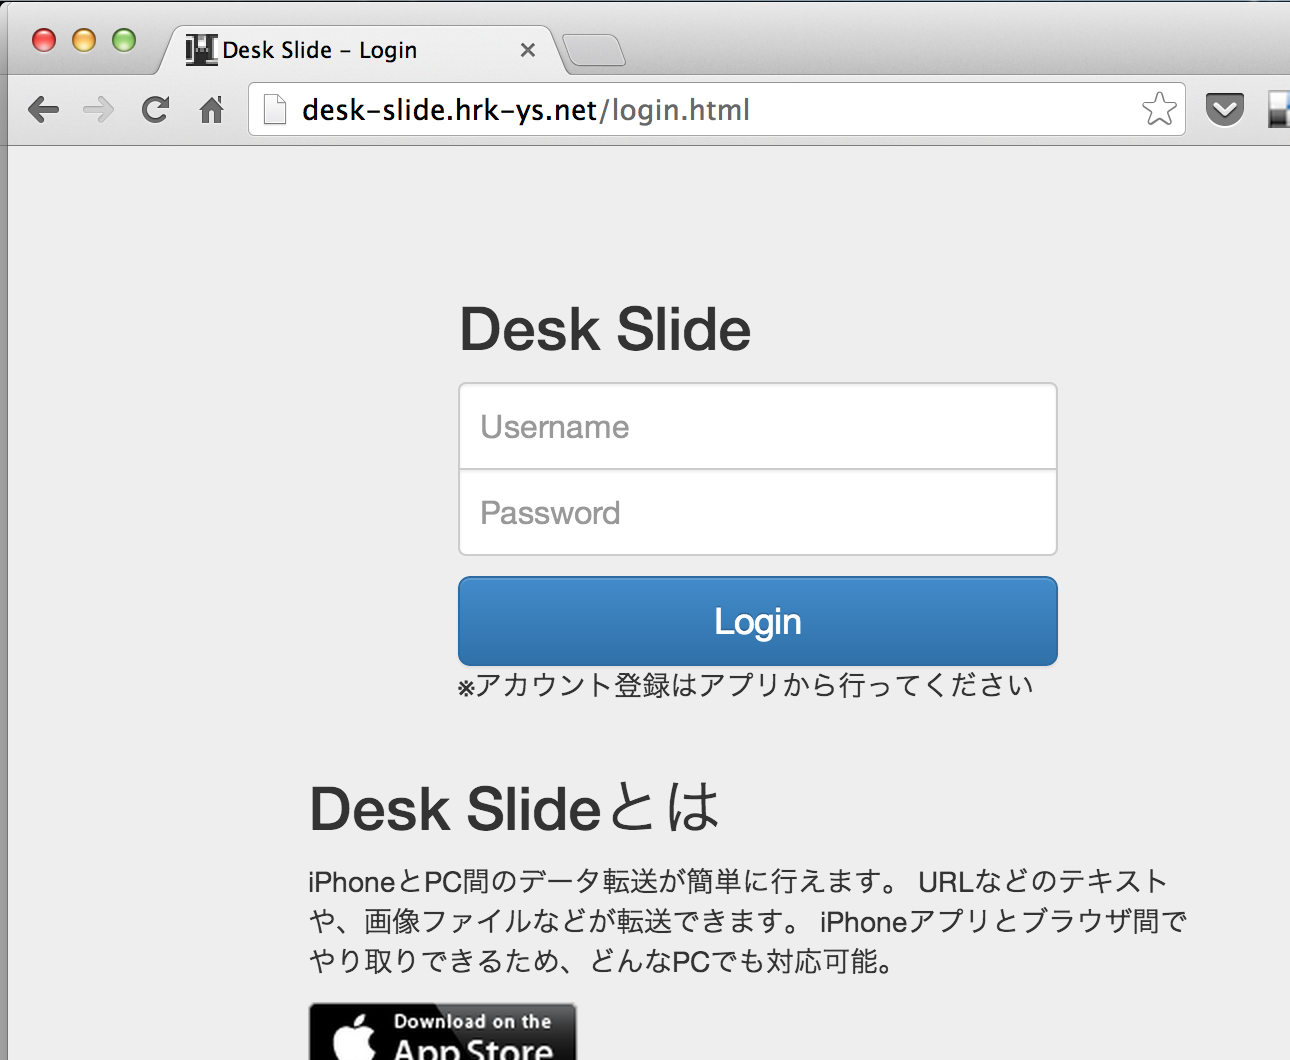 Desk Slide – Login
desk-slide.hrk-ys.net/login.html
Desk Slide
Username
Password
Login
※アカウント登録はアプリから行ってください
Desk Slideとは
iPhoneとPC間のデータ転送が簡単に行えます。 URLなどのテキスト
や、画像ファイルなどが転送できます。 iPhoneアプリとブラウザ間で
やり取りできるため、どんなPCでも対応可能。
Download on the
App Store